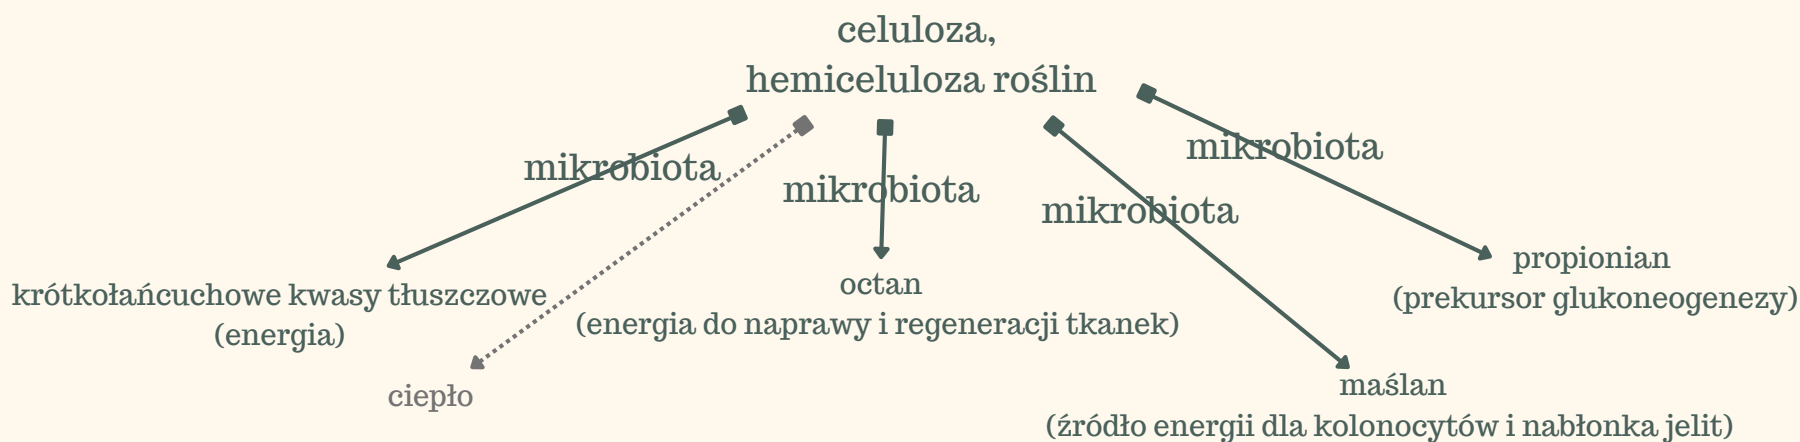 celuloza,
hemiceluloza roślin
mikrobiota
mikrobiota
mikrobiota
mikrobiota
krótkołańcuchowe kwasy tłuszczowe
(energia)
ciepło
octan
(energia do naprawy i regeneracji tkanek)
maślan
(źródło energii dla kolonocytów i nabłonka jelit)
propionian
(prekursor glukoneogenezy)